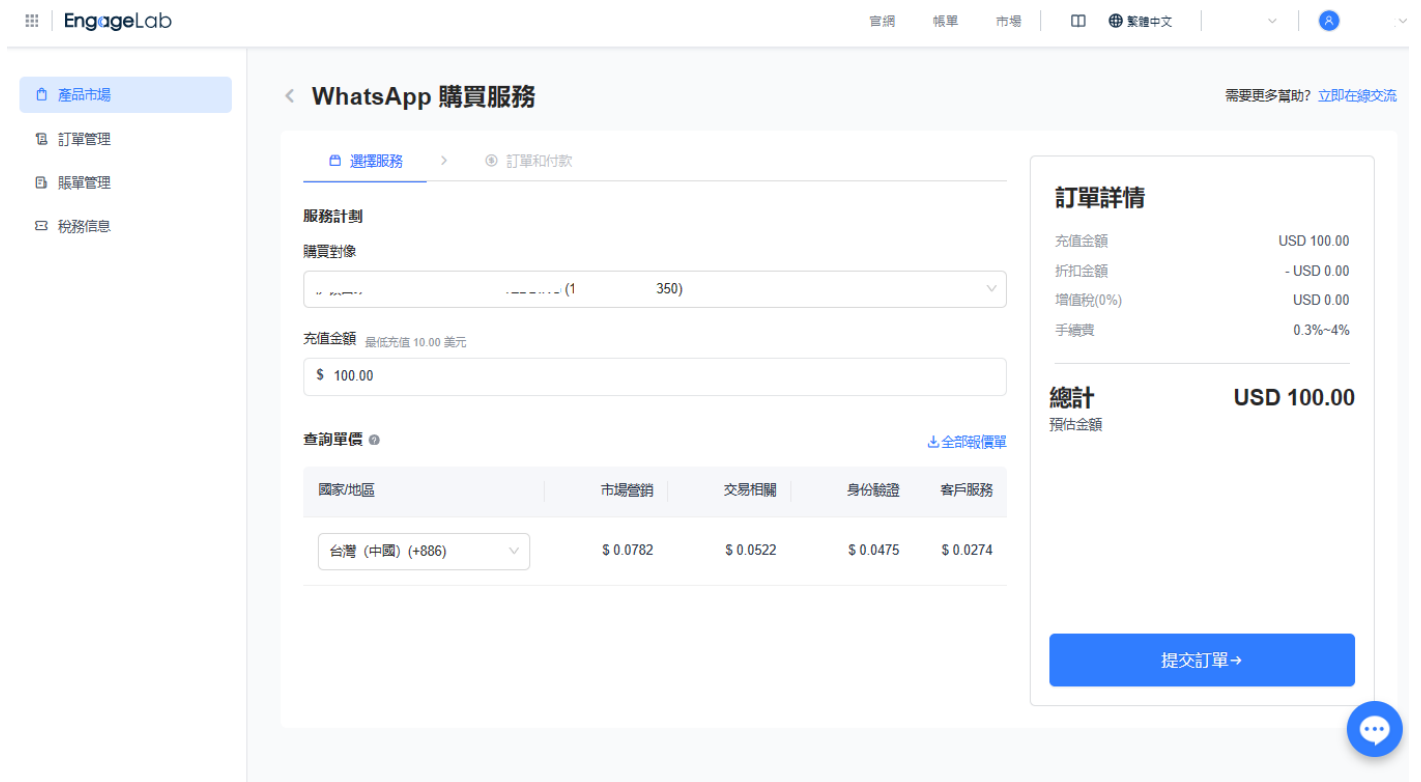 EngageLab
官網 帳單 市場 繁體中文
產品市場
訂單管理
賬單管理
稅務信息
WhatsApp 購買服務
需要更多幫助? 立即在線交流
選擇服務 > 訂單和付款
服務計劃
購買對像
(1 350)
充值金額 最低充值 10.00 美元
$ 100.00
查詢單價
全部報價單
國家/地區 市場營銷 交易相關 身份驗證 客戶服務
台灣（中國）(+886) $ 0.0782 $ 0.0522 $ 0.0475 $ 0.0274
訂單詳情
充值金額 USD 100.00
折扣金額 - USD 0.00
增值稅(0%) USD 0.00
手續費 0.3%~4%
總計 USD 100.00
預估金額
提交訂單→